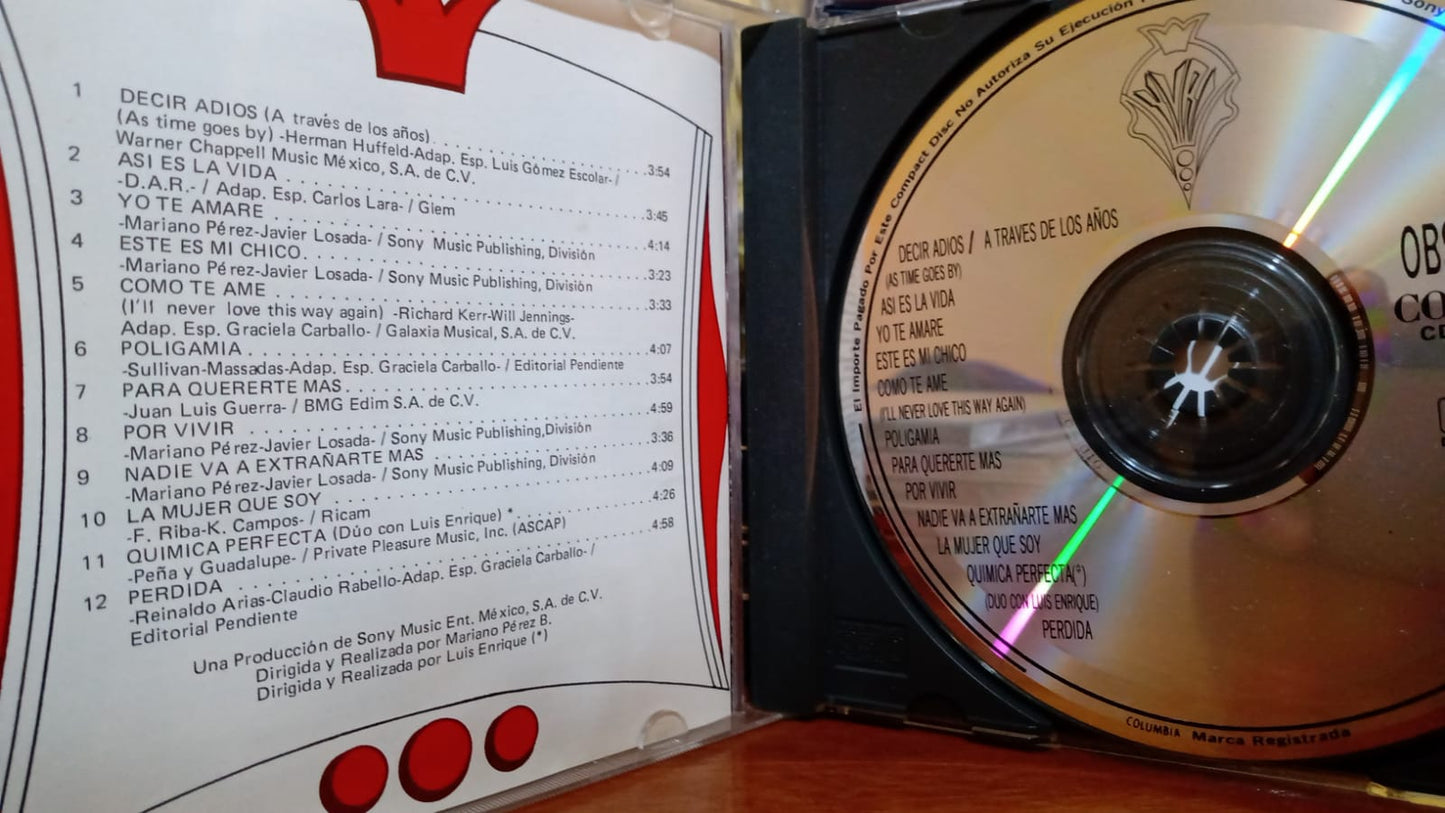 1 DECIR ADIOS (A través de los años)
(As time goes by) -Herman Huffeld-Adap. Esp. Luis Gómez Escolar- / . . . 3:54
Warner Chappell Music México, S.A. de C.V.
2 ASI ES LA VIDA . . . 3:45
-D.A.R.- / Adap. Esp. Carlos Lara- / Giem
3 YO TE AMARE . . . 4:14
-Mariano Pérez-Javier Losada- / Sony Music Publishing, División
4 ESTE ES MI CHICO . . . 3:23
-Mariano Pérez-Javier Losada- / Sony Music Publishing, División
5 COMO TE AME . . . 3:33
(I'll never love this way again) -Richard Kerr-Will Jennings-
Adap. Esp. Graciela Carballo- / Galaxia Musical, S.A. de C.V.
6 POLIGAMIA . . . 4:07
-Sullivan-Massadas-Adap. Esp. Graciela Carballo- / Editorial Pendiente
7 PARA QUERERTE MAS . . . 3:54
-Juan Luis Guerra- / BMG Edim S.A. de C.V.
8 POR VIVIR . . . 4:59
-Mariano Pérez-Javier Losada- / Sony Music Publishing,División
9 NADIE VA A EXTRAÑARTE MAS . . . 3:36
-Mariano Pérez-Javier Losada- / Sony Music Publishing, División
10 LA MUJER QUE SOY . . . 4:09
-F. Riba-K. Campos- / Ricam
11 QUIMICA PERFECTA (Dúo con Luis Enrique) * . . . 4:26
-Peña y Guadalupe- / Private Pleasure Music, Inc. (ASCAP)
12 PERDIDA . . . 4:58
-Reinaldo Arias-Claudio Rabello-Adap. Esp. Graciela Carballo- /
Editorial Pendiente
Una Producción de Sony Music Ent. México, S.A. de C.V.
Dirigida y Realizada por Mariano Pérez B.
Dirigida y Realizada por Luis Enrique (*)
El Importe Pagado Por Este Compact Disc No Autoriza Su Ejecución
Sony
DECIR ADIOS / A TRAVES DE LOS AÑOS
(AS TIME GOES BY)
ASI ES LA VIDA
YO TE AMARE
ESTE ES MI CHICO
COMO TE AME
(I'LL NEVER LOVE THIS WAY AGAIN)
POLIGAMIA
PARA QUERERTE MAS
POR VIVIR
NADIE VA A EXTRAÑARTE MAS
LA MUJER QUE SOY
QUIMICA PERFECTA(*)
(DUO CON LUIS ENRIQUE)
PERDIDA
COLUMBIA Marca Registrada